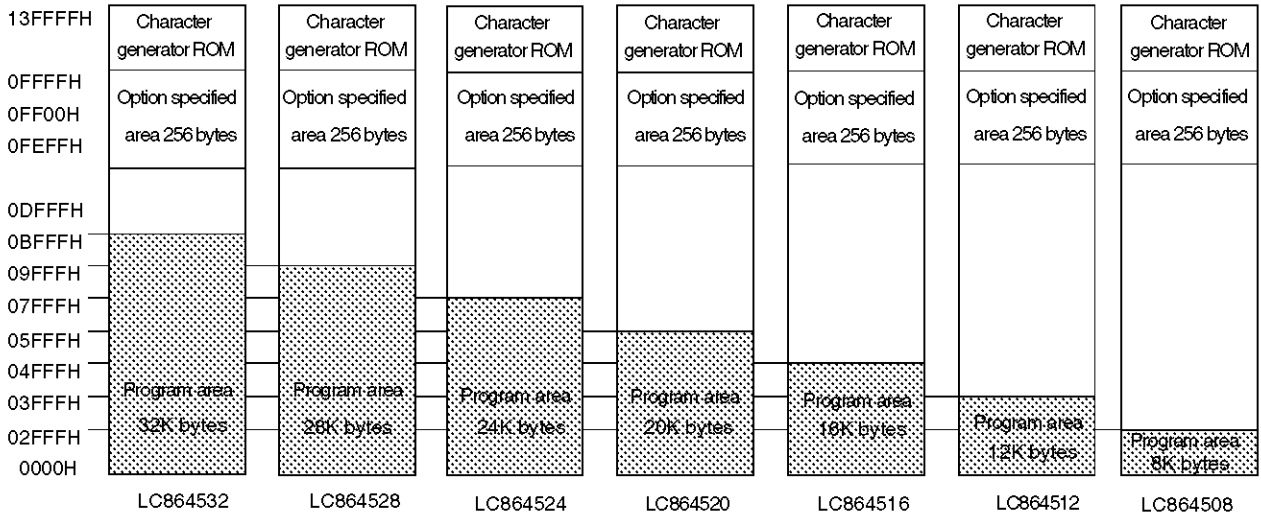 13FFFFH
0FFFFH
0FF00H
0FEFFH
0DFFFH
0BFFFH
09FFFH
07FFFH
05FFFH
04FFFH
03FFFH
02FFFH
0000H
Character
generator ROM
Option specified
area 256 bytes
Program area
32K bytes
LC864532
Character
generator ROM
Option specified
area 256 bytes
Program area
28K bytes
LC864528
Character
generator ROM
Option specified
area 256 bytes
Program area
24K bytes
LC864524
Character
generator ROM
Option specified
area 256 bytes
Program area
20K bytes
LC864520
Character
generator ROM
Option specified
area 256 bytes
Program area
16K bytes
LC864516
Character
generator ROM
Option specified
area 256 bytes
Program area
12K bytes
LC864512
Character
generator ROM
Option specified
area 256 bytes
Program area
8K bytes
LC864508